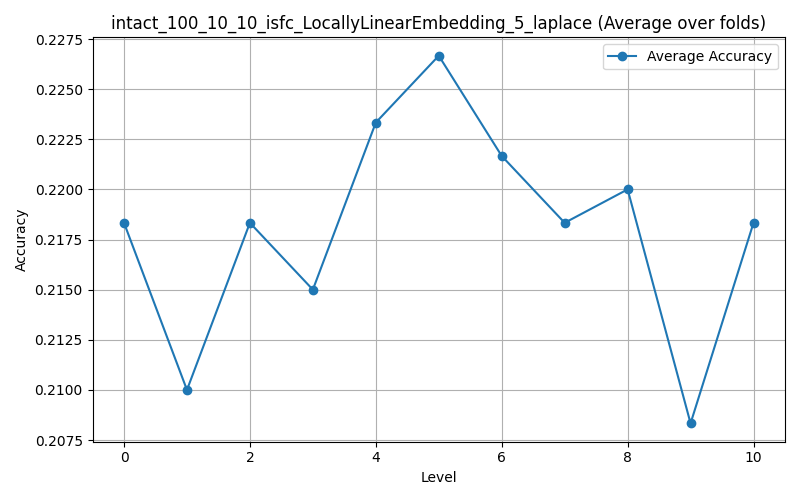 intact_100_10_10_isfc_LocallyLinearEmbedding_5_laplace (Average over folds)
Average Accuracy
Accuracy
0.2275
0.2250
0.2225
0.2200
0.2175
0.2150
0.2125
0.2100
0.2075
0 2 4 6 8 10
Level